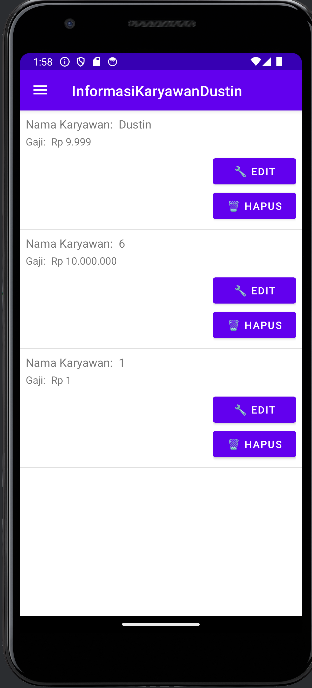 1:58
InformasiKaryawanDustin
Nama Karyawan: Dustin
Gaji: Rp 9.999
EDIT
HAPUS
Nama Karyawan: 6
Gaji: Rp 10,000,000
EDIT
HAPUS
Nama Karyawan: 1
Gaji: Rp 1
EDIT
HAPUS